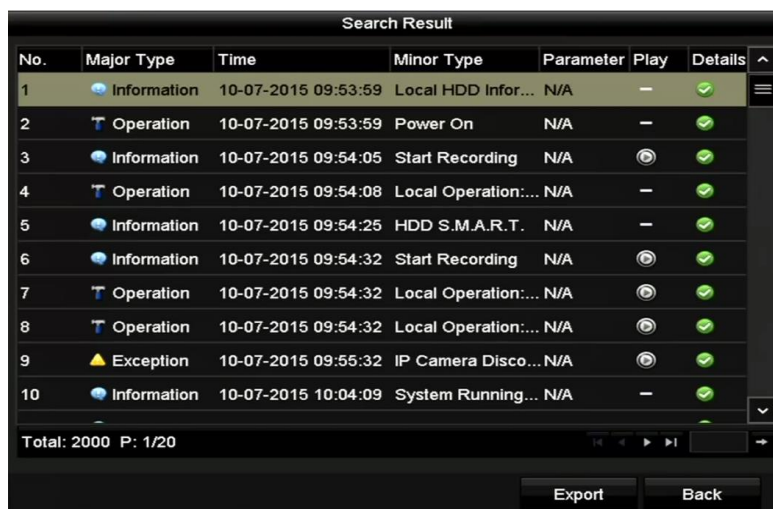 Search Result
No. Major Type Time Minor Type Parameter Play Details
1 Information 10-07-2015 09:53:59 Local HDD Infor... N/A –
2 Operation 10-07-2015 09:53:59 Power On N/A –
3 Information 10-07-2015 09:54:05 Start Recording N/A
4 Operation 10-07-2015 09:54:08 Local Operation:... N/A –
5 Information 10-07-2015 09:54:25 HDD S.M.A.R.T. N/A –
6 Information 10-07-2015 09:54:32 Start Recording N/A
7 Operation 10-07-2015 09:54:32 Local Operation:... N/A
8 Operation 10-07-2015 09:54:32 Local Operation:... N/A
9 Exception 10-07-2015 09:55:32 IP Camera Disco... N/A
10 Information 10-07-2015 10:04:09 System Running... N/A –
Total: 2000 P: 1/20
Export Back